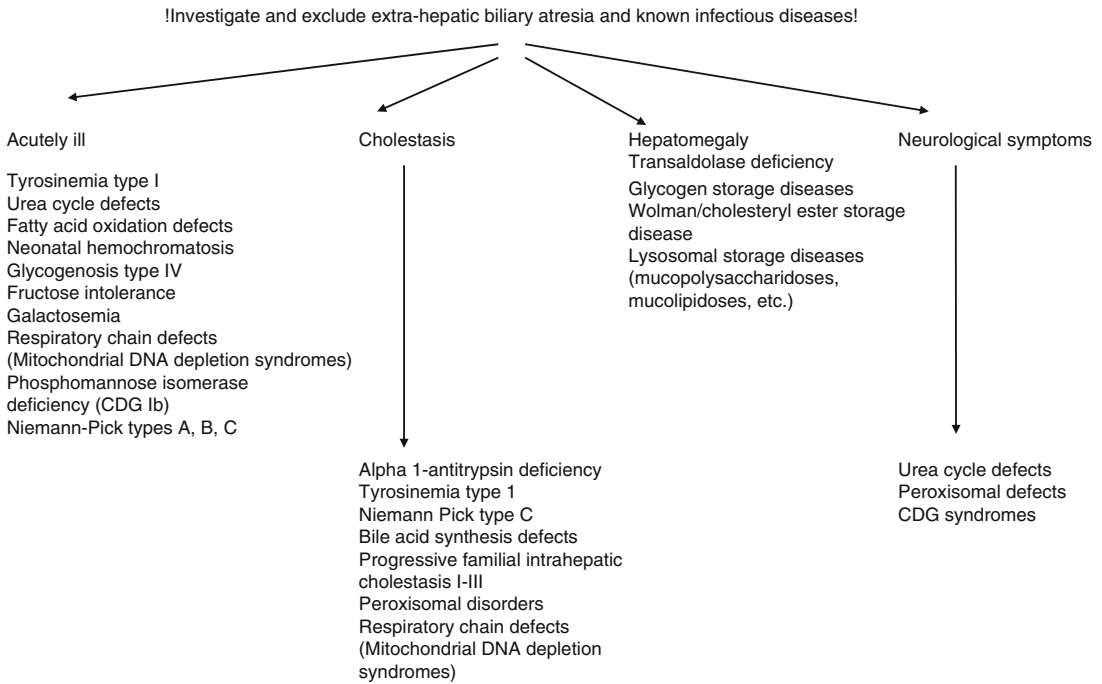 !Investigate and exclude extra-hepatic biliary atresia and known infectious diseases!
Acutely ill
Tyrosinemia type I
Urea cycle defects
Fatty acid oxidation defects
Neonatal hemochromatosis
Glycogenosis type IV
Fructose intolerance
Galactosemia
Respiratory chain defects
(Mitochondrial DNA depletion syndromes)
Phosphomannose isomerase
deficiency (CDG Ib)
Niemann-Pick types A, B, C
Cholestasis
Alpha 1-antitrypsin deficiency
Tyrosinemia type 1
Niemann Pick type C
Bile acid synthesis defects
Progressive familial intrahepatic
cholestasis I-III
Peroxisomal disorders
Respiratory chain defects
(Mitochondrial DNA depletion
syndromes)
Hepatomegaly
Transaldolase deficiency
Glycogen storage diseases
Wolman/cholesteryl ester storage
disease
Lysosomal storage diseases
(mucopolysaccharidoses,
mucolipidoses, etc.)
Neurological symptoms
Urea cycle defects
Peroxisomal defects
CDG syndromes